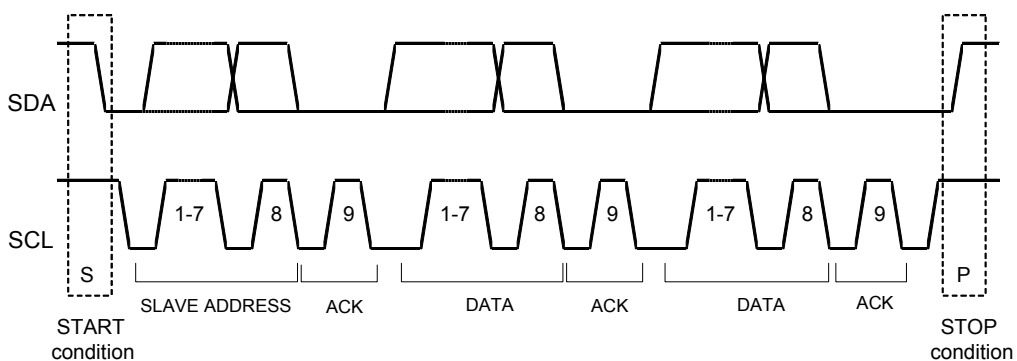 SDA
SCL
1-7 8 9 1-7 8 9 1-7 8 9
S P
SLAVE ADDRESS ACK DATA ACK DATA ACK
START
condition
STOP
condition